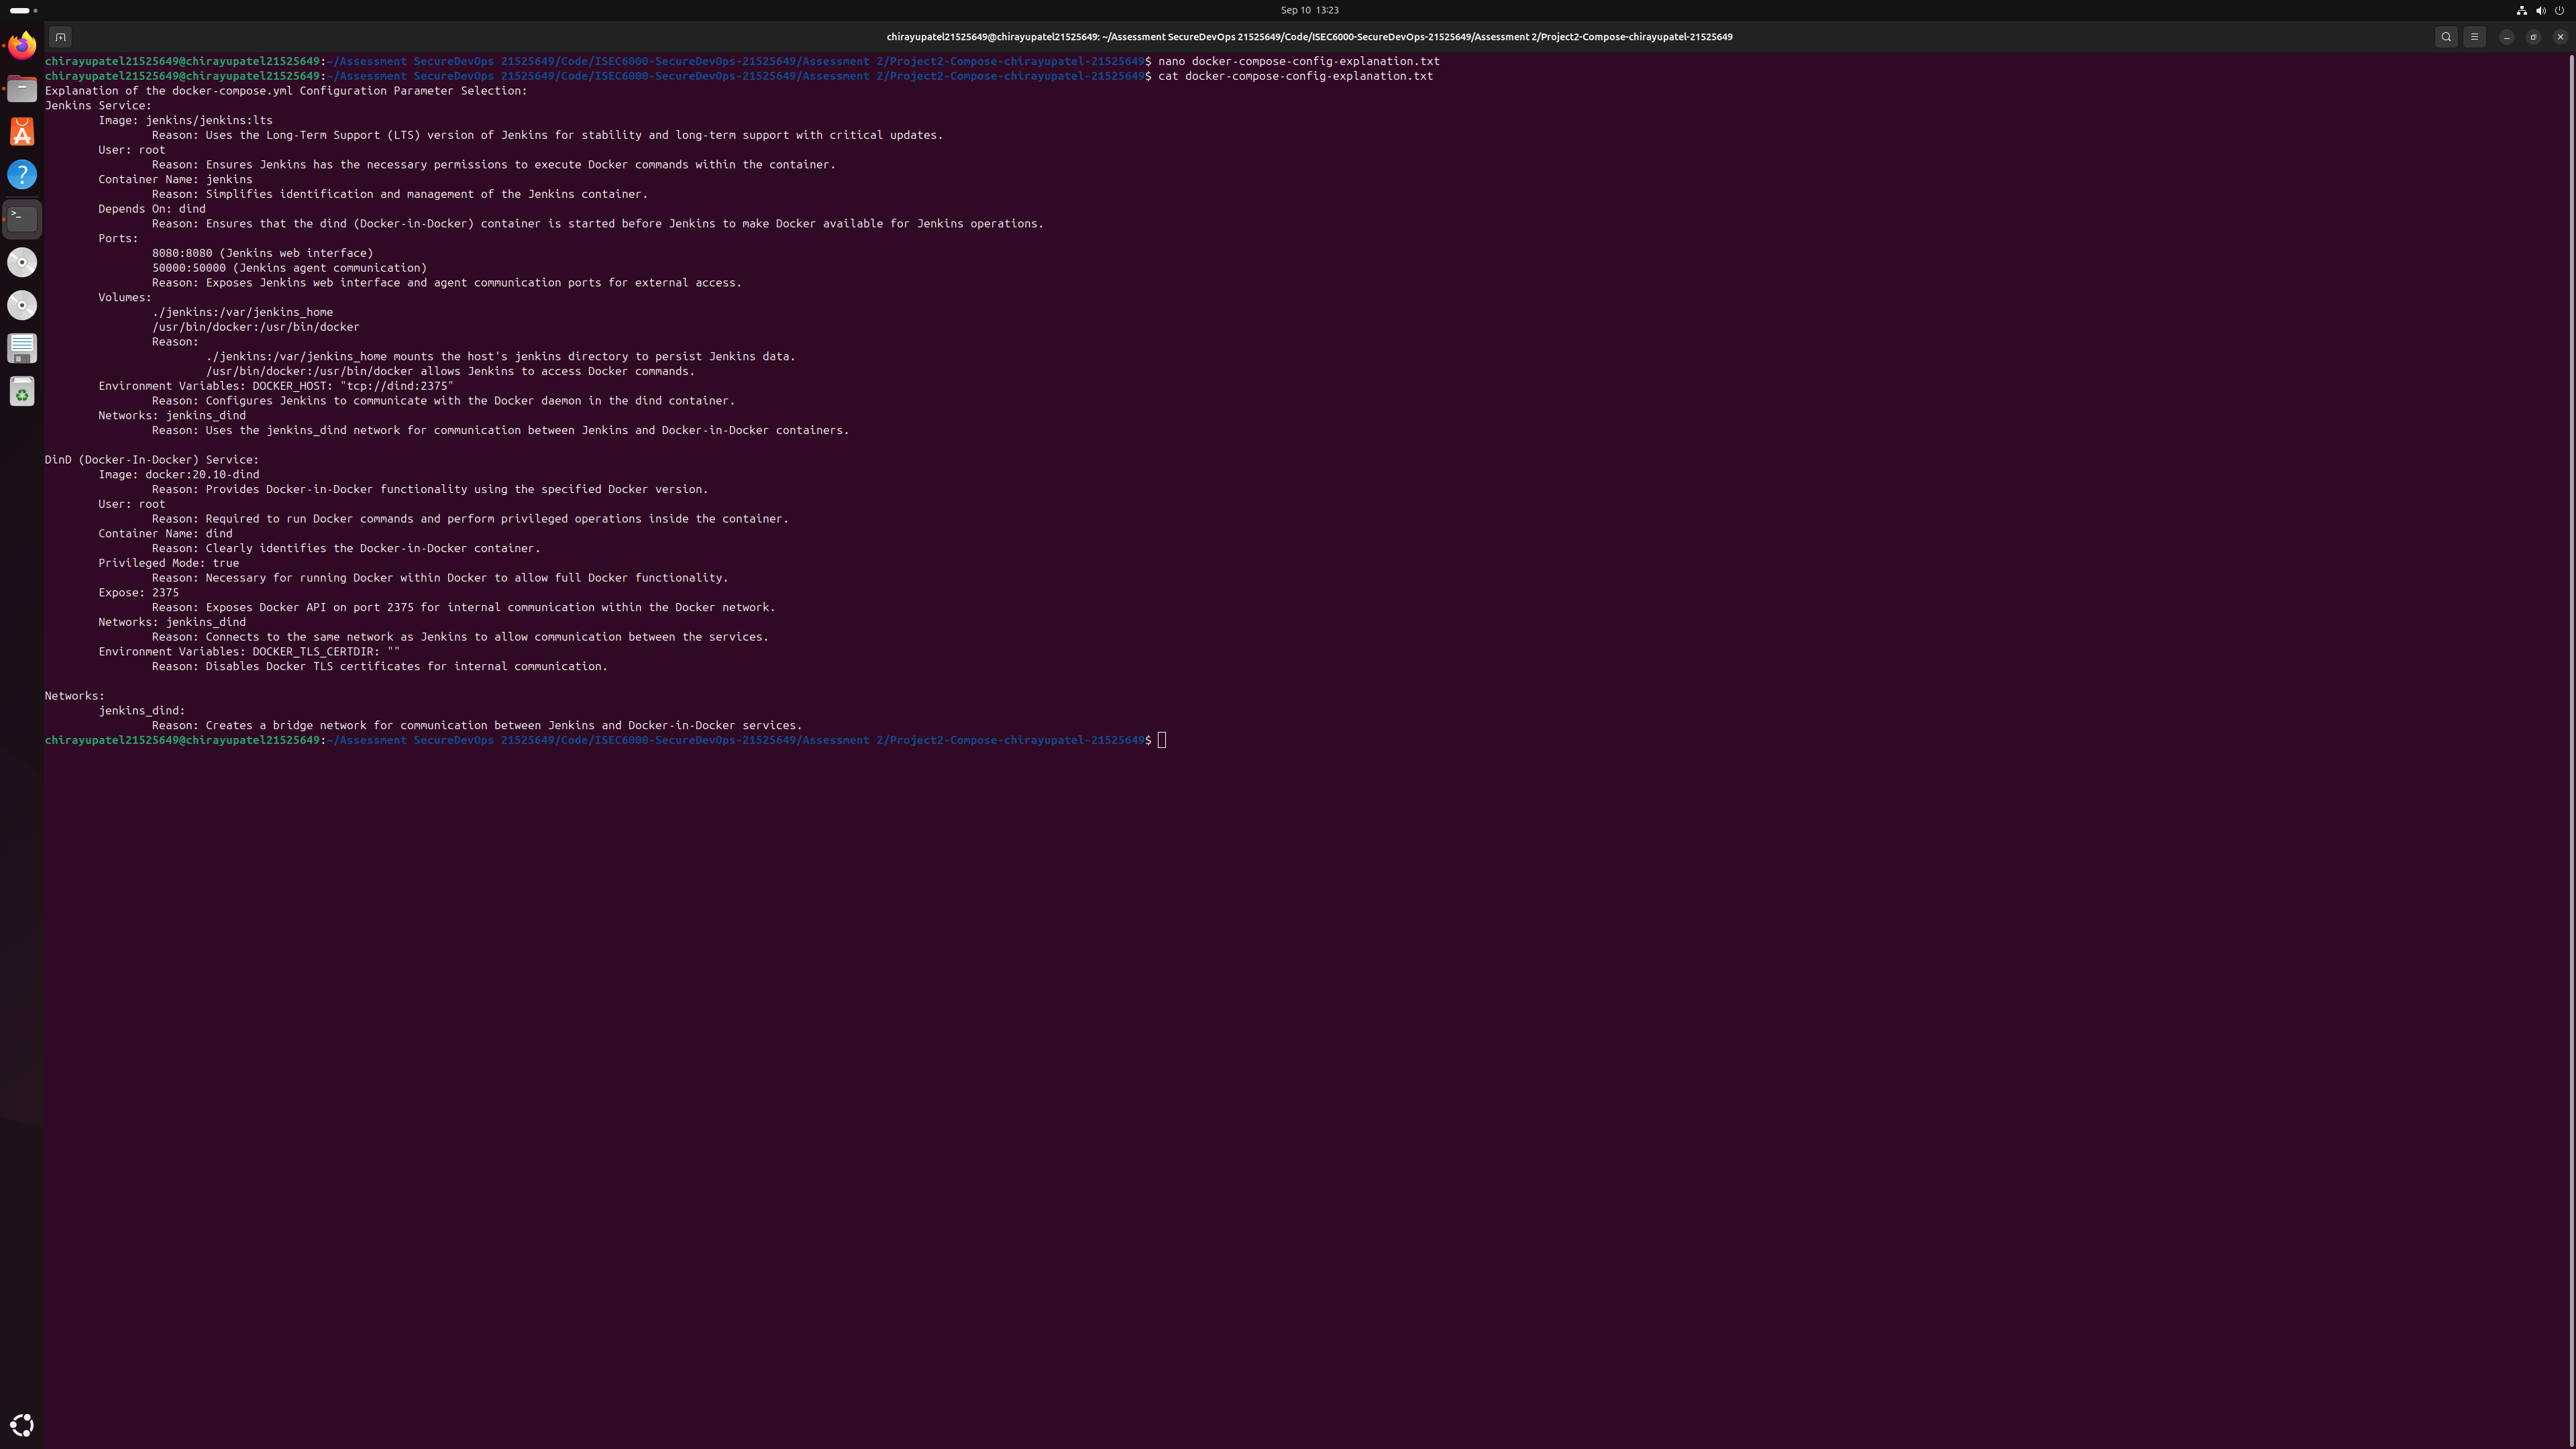 Sep 10  13:23
chirayupatel21525649@chirayupatel21525649: ~/Assessment SecureDevOps 21525649/Code/ISEC6000-SecureDevOps-21525649/Assessment 2/Project2-Compose-chirayupatel-21525649
chirayupatel21525649@chirayupatel21525649:~/Assessment SecureDevOps 21525649/Code/ISEC6000-SecureDevOps-21525649/Assessment 2/Project2-Compose-chirayupatel-21525649$ nano docker-compose-config-explanation.txt
chirayupatel21525649@chirayupatel21525649:~/Assessment SecureDevOps 21525649/Code/ISEC6000-SecureDevOps-21525649/Assessment 2/Project2-Compose-chirayupatel-21525649$ cat docker-compose-config-explanation.txt
Explanation of the docker-compose.yml Configuration Parameter Selection:
Jenkins Service:
        Image: jenkins/jenkins:lts
                Reason: Uses the Long-Term Support (LTS) version of Jenkins for stability and long-term support with critical updates.
        User: root
                Reason: Ensures Jenkins has the necessary permissions to execute Docker commands within the container.
        Container Name: jenkins
                Reason: Simplifies identification and management of the Jenkins container.
        Depends On: dind
                Reason: Ensures that the dind (Docker-in-Docker) container is started before Jenkins to make Docker available for Jenkins operations.
        Ports:
                8080:8080 (Jenkins web interface)
                50000:50000 (Jenkins agent communication)
                Reason: Exposes Jenkins web interface and agent communication ports for external access.
        Volumes:
                ./jenkins:/var/jenkins_home
                /usr/bin/docker:/usr/bin/docker
                Reason:
                        ./jenkins:/var/jenkins_home mounts the host's jenkins directory to persist Jenkins data.
                        /usr/bin/docker:/usr/bin/docker allows Jenkins to access Docker commands.
        Environment Variables: DOCKER_HOST: "tcp://dind:2375"
                Reason: Configures Jenkins to communicate with the Docker daemon in the dind container.
        Networks: jenkins_dind
                Reason: Uses the jenkins_dind network for communication between Jenkins and Docker-in-Docker containers.

DinD (Docker-In-Docker) Service:
        Image: docker:20.10-dind
                Reason: Provides Docker-in-Docker functionality using the specified Docker version.
        User: root
                Reason: Required to run Docker commands and perform privileged operations inside the container.
        Container Name: dind
                Reason: Clearly identifies the Docker-in-Docker container.
        Privileged Mode: true
                Reason: Necessary for running Docker within Docker to allow full Docker functionality.
        Expose: 2375
                Reason: Exposes Docker API on port 2375 for internal communication within the Docker network.
        Networks: jenkins_dind
                Reason: Connects to the same network as Jenkins to allow communication between the services.
        Environment Variables: DOCKER_TLS_CERTDIR: ""
                Reason: Disables Docker TLS certificates for internal communication.

Networks:
        jenkins_dind:
                Reason: Creates a bridge network for communication between Jenkins and Docker-in-Docker services.
chirayupatel21525649@chirayupatel21525649:~/Assessment SecureDevOps 21525649/Code/ISEC6000-SecureDevOps-21525649/Assessment 2/Project2-Compose-chirayupatel-21525649$